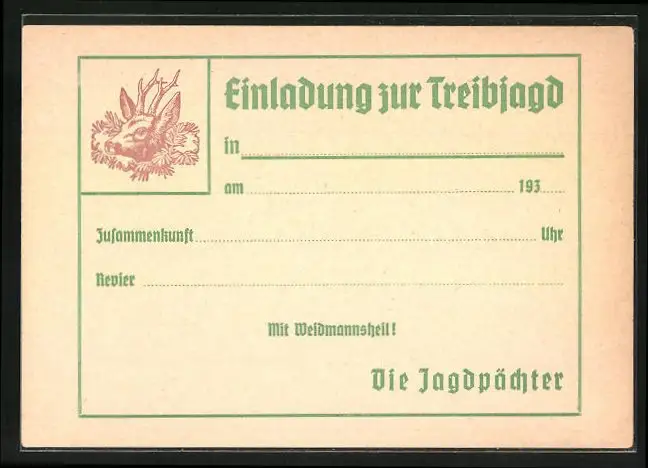 Einladung zur Treibjagd
in
am 193
Zusammenkunft Uhr
Revier
Mit Weidmannsheil!
Die Jagdpächter